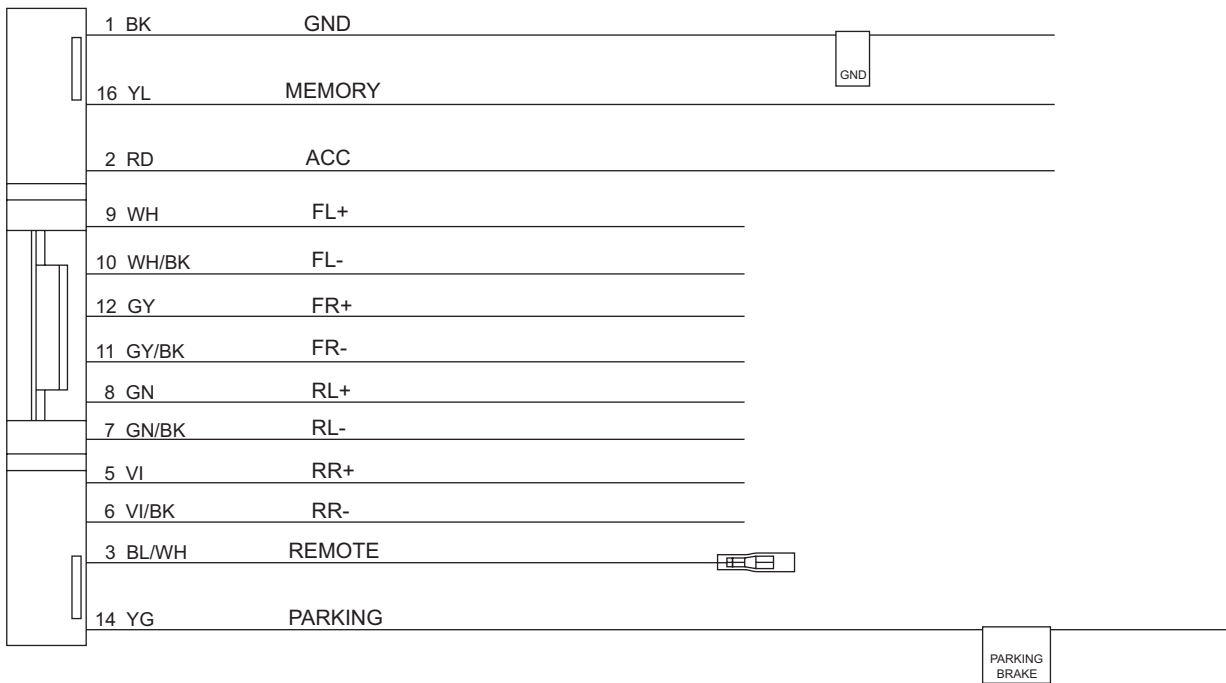 1 BK GND
GND
16 YL MEMORY
2 RD ACC
9 WH FL+
10 WH/BK FL-
12 GY FR+
11 GY/BK FR-
8 GN RL+
7 GN/BK RL-
5 VI RR+
6 VI/BK RR-
3 BL/WH REMOTE
14 YG PARKING
PARKING
BRAKE